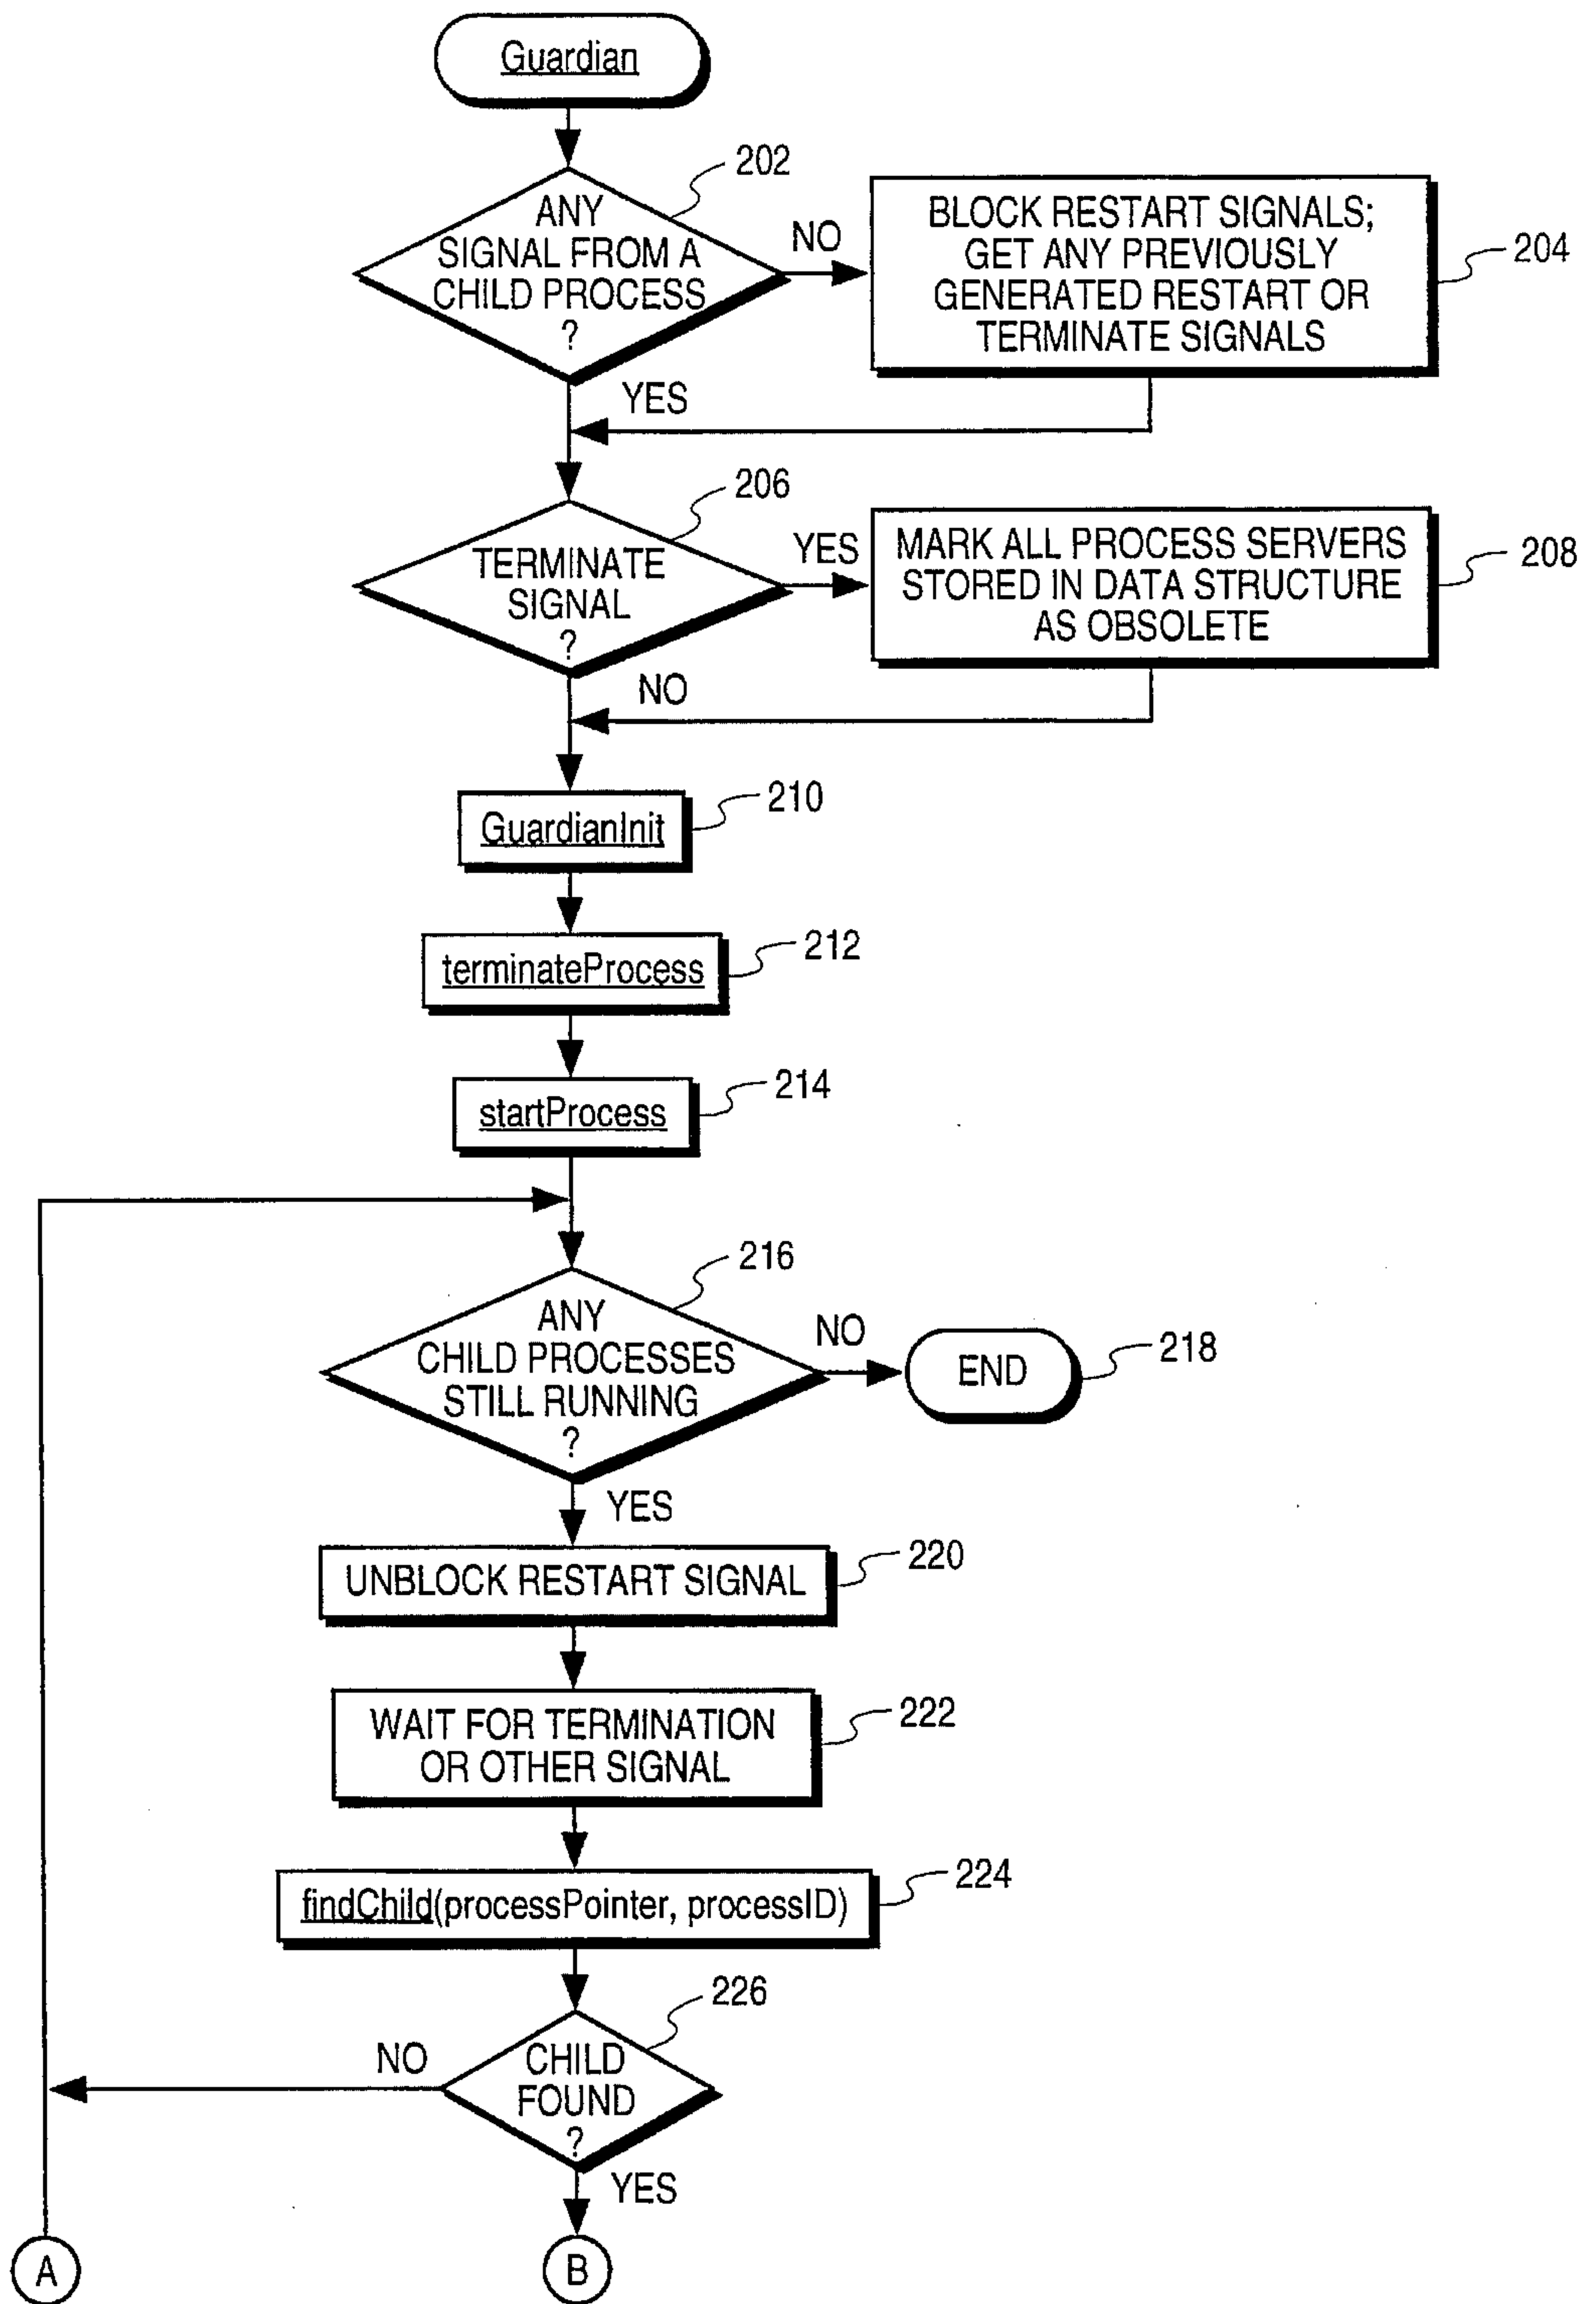 Guardian
202
ANY
SIGNAL FROM A
CHILD PROCESS
?
NO
BLOCK RESTART SIGNALS;
GET ANY PREVIOUSLY
GENERATED RESTART OR
TERMINATE SIGNALS
204
YES
206
TERMINATE
SIGNAL
?
YES
MARK ALL PROCESS SERVERS
STORED IN DATA STRUCTURE
AS OBSOLETE
208
NO
GuardianInit
210
terminateProcess
212
startProcess
214
216
ANY
CHILD PROCESSES
STILL RUNNING
?
NO
END
218
YES
UNBLOCK RESTART SIGNAL
220
WAIT FOR TERMINATION
OR OTHER SIGNAL
222
findChild(processPointer, processID)
224
226
CHILD
FOUND
?
NO
YES
A
B